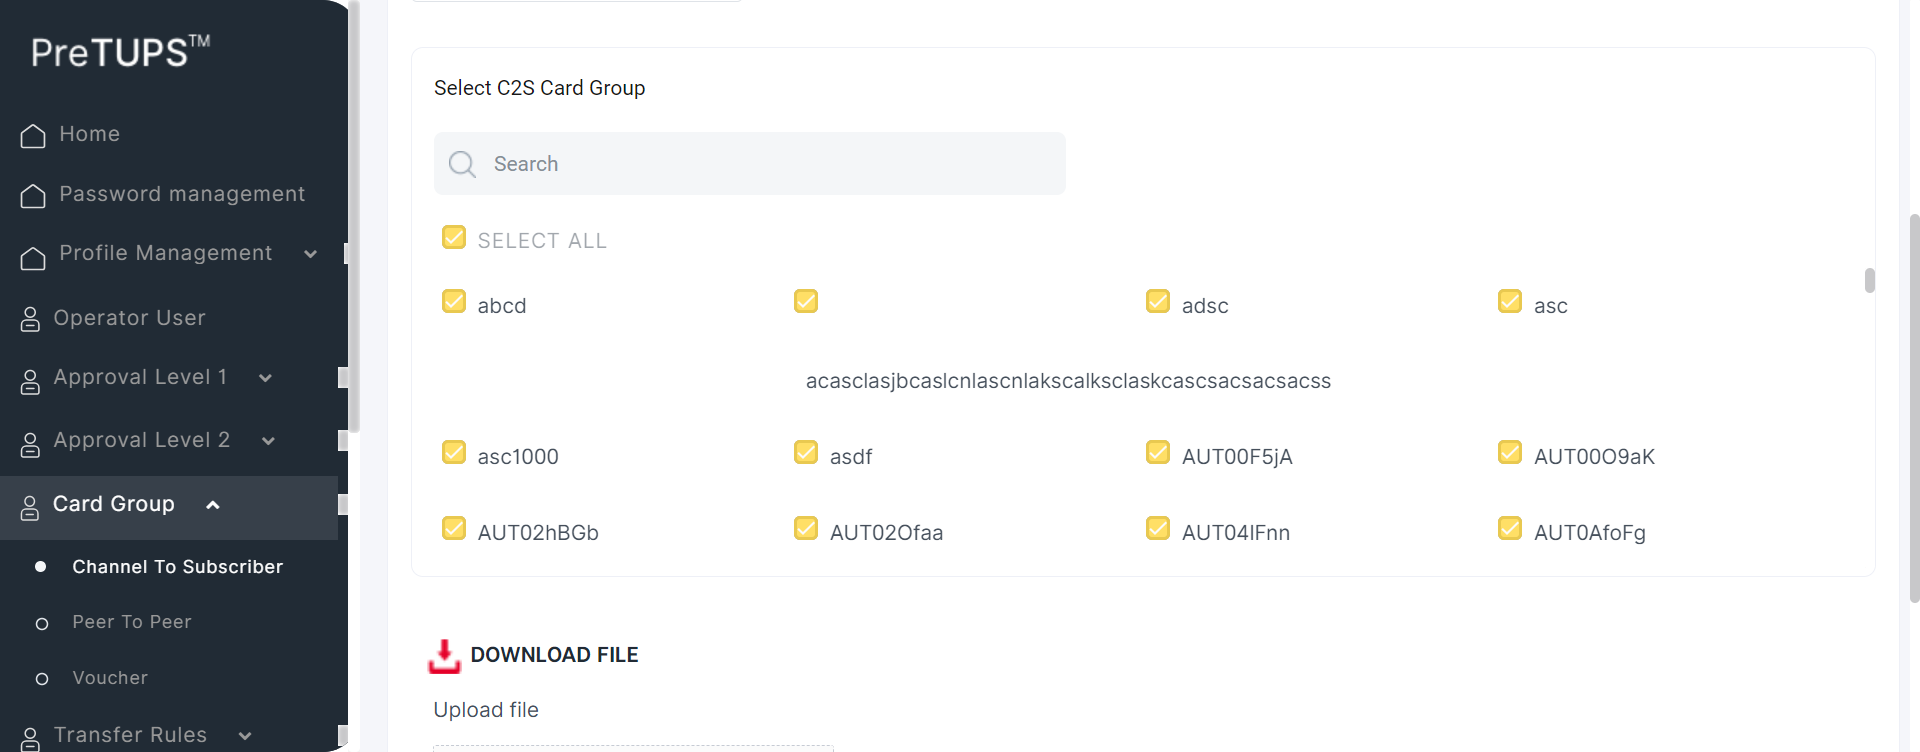 PreTUPS™
Home
Password management
Profile Management
Operator User
Approval Level 1
Approval Level 2
Card Group
Channel To Subscriber
Peer To Peer
Voucher
Transfer Rules
Select C2S Card Group
Search
SELECT ALL
abcd
adsc
asc
acasclasjbcaslcnlascnlakscalksclaskcascsacsacsacss
asc1000
asdf
AUT00F5jA
AUT00O9aK
AUT02hBGb
AUT02Ofaa
AUT04lFnn
AUT0AfoFg
DOWNLOAD FILE
Upload file